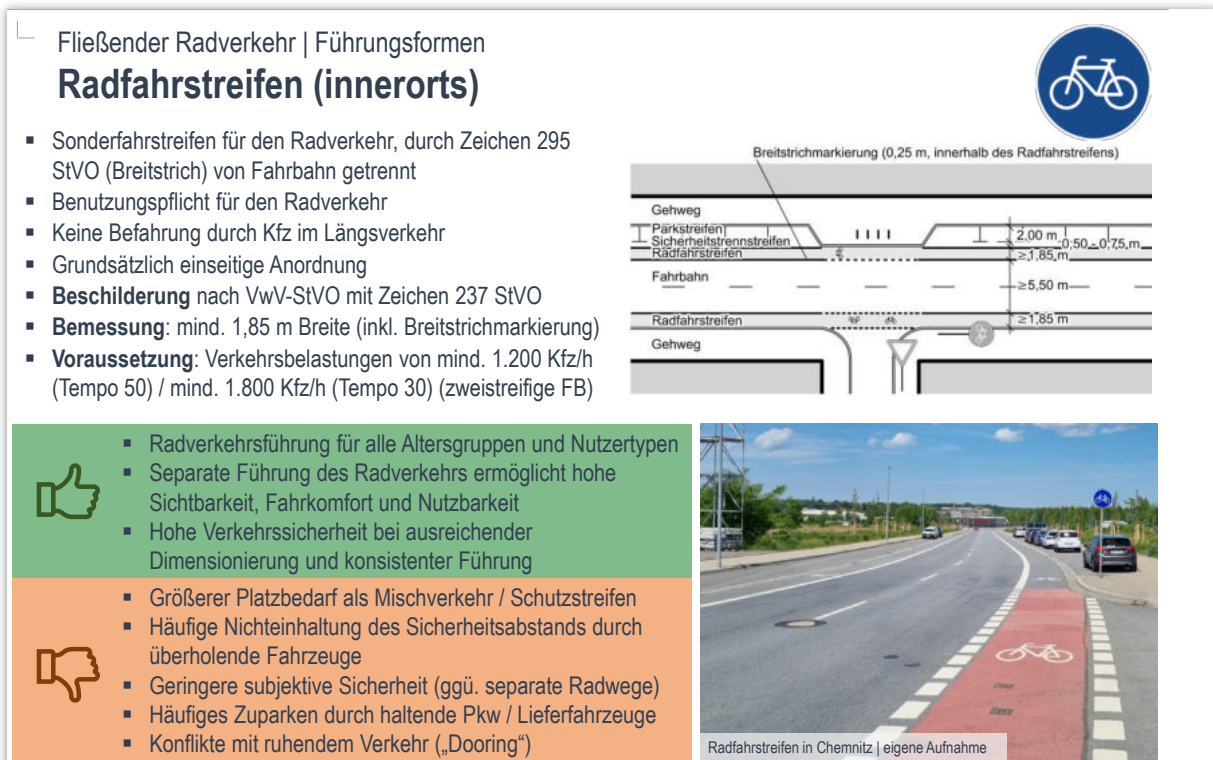 Fließender Radverkehr | Führungsformen
Radfahrstreifen (innerorts)
▪ Sonderfahrstreifen für den Radverkehr, durch Zeichen 295
StVO (Breitstrich) von Fahrbahn getrennt
▪ Benutzungspflicht für den Radverkehr
▪ Keine Befahrung durch Kfz im Längsverkehr
▪ Grundsätzlich einseitige Anordnung
▪ Beschilderung nach VwV-StVO mit Zeichen 237 StVO
▪ Bemessung: mind. 1,85 m Breite (inkl. Breitstrichmarkierung)
▪ Voraussetzung: Verkehrsbelastungen von mind. 1.200 Kfz/h
(Tempo 50) / mind. 1.800 Kfz/h (Tempo 30) (zweistreifige FB)
Breitstrichmarkierung (0,25 m, innerhalb des Radfahrstreifens)
Gehweg
Parkstreifen
2,00 m
Sicherheitstrennstreifen
0,50 - 0,75 m
Radfahrstreifen
≥1,85 m
Fahrbahn
≥5,50 m
Radfahrstreifen
≥1,85 m
Gehweg
▪ Radverkehrsführung für alle Altersgruppen und Nutzertypen
▪ Separate Führung des Radverkehrs ermöglicht hohe
Sichtbarkeit, Fahrkomfort und Nutzbarkeit
▪ Hohe Verkehrssicherheit bei ausreichender
Dimensionierung und konsistenter Führung
▪ Größerer Platzbedarf als Mischverkehr / Schutzstreifen
▪ Häufige Nichteinhaltung des Sicherheitsabstands durch
überholende Fahrzeuge
▪ Geringere subjektive Sicherheit (ggü. separate Radwege)
▪ Häufiges Zuparken durch haltende Pkw / Lieferfahrzeuge
▪ Konflikte mit ruhendem Verkehr („Dooring“)
Radfahrstreifen in Chemnitz | eigene Aufnahme